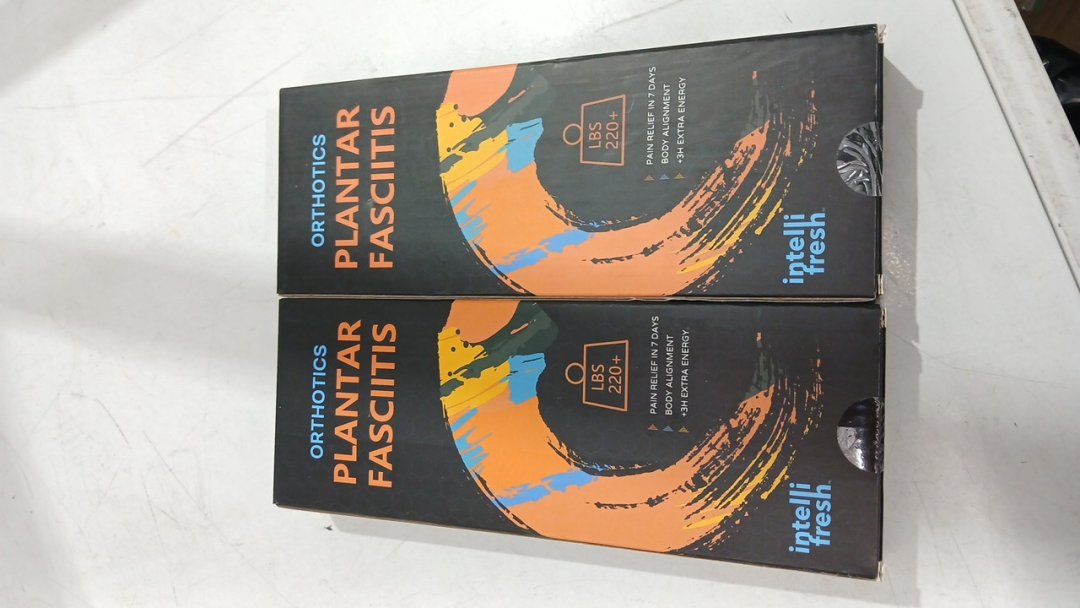 ORTHOTICS
PLANTAR
FASCIITIS
LBS
220+
PAIN RELIEF IN 7 DAYS
BODY ALIGNMENT
+3H EXTRA ENERGY
intelli
fresh
ORTHOTICS
PLANTAR
FASCIITIS
LBS
220+
PAIN RELIEF IN 7 DAYS
BODY ALIGNMENT
+3H EXTRA ENERGY
intelli
fresh